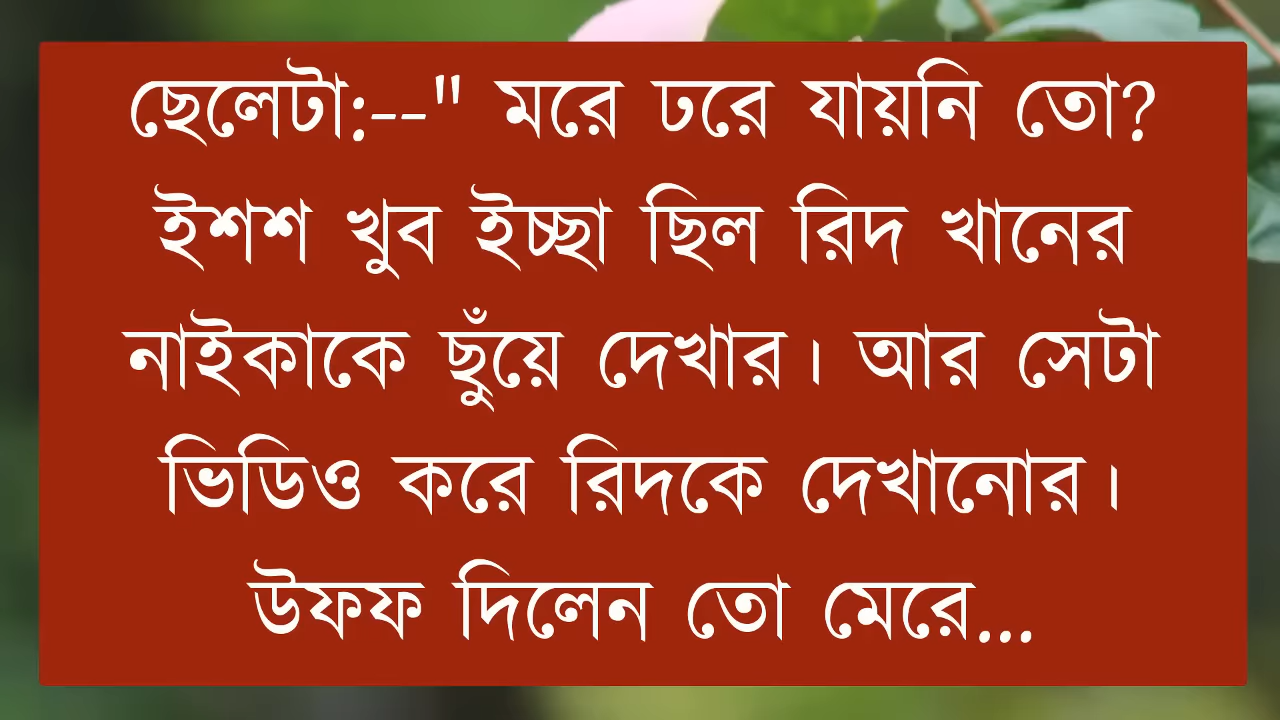 ছেলেটা:--" মরে ঢরে যায়নি তো?
ইশশ খুব ইচ্ছা ছিল রিদ খানের
নাইকাকে ছুঁয়ে দেখার। আর সেটা
ভিডিও করে রিদকে দেখানোর।
উফফ দিলেন তো মেরে...